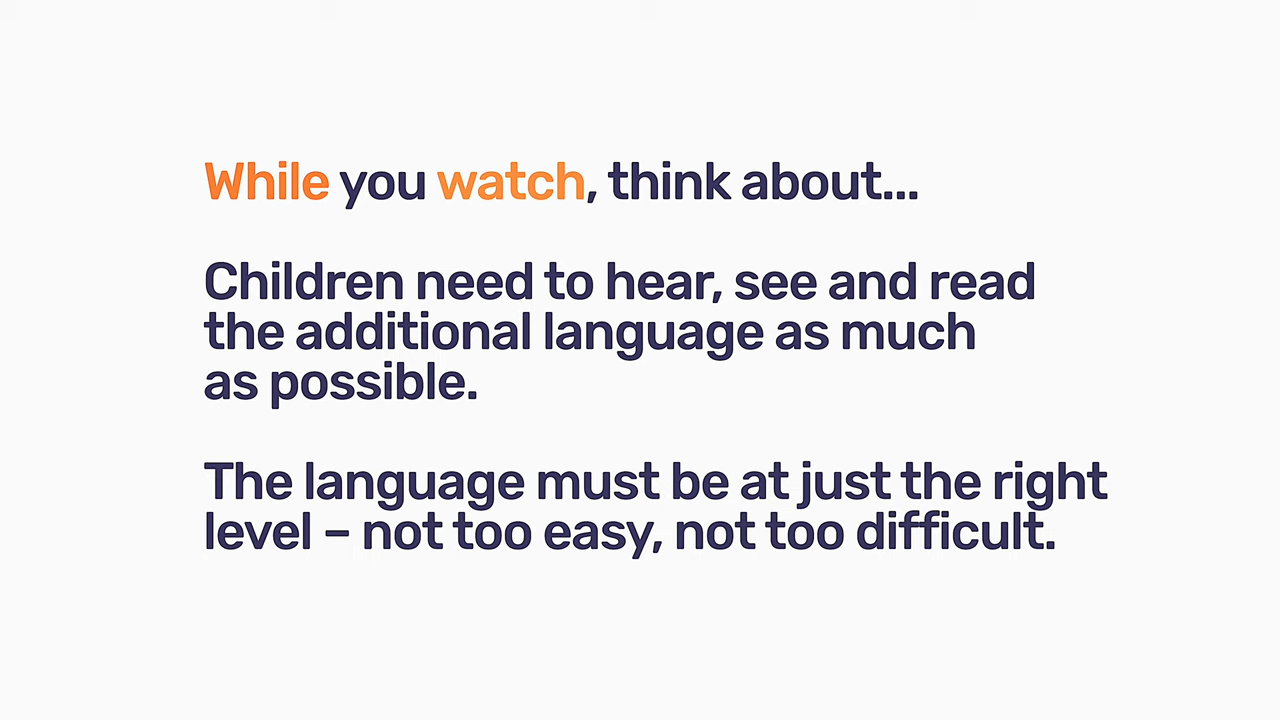 While you watch, think about...
Children need to hear, see and read
the additional language as much
as possible.
The language must be at just the right
level – not too easy, not too difficult.